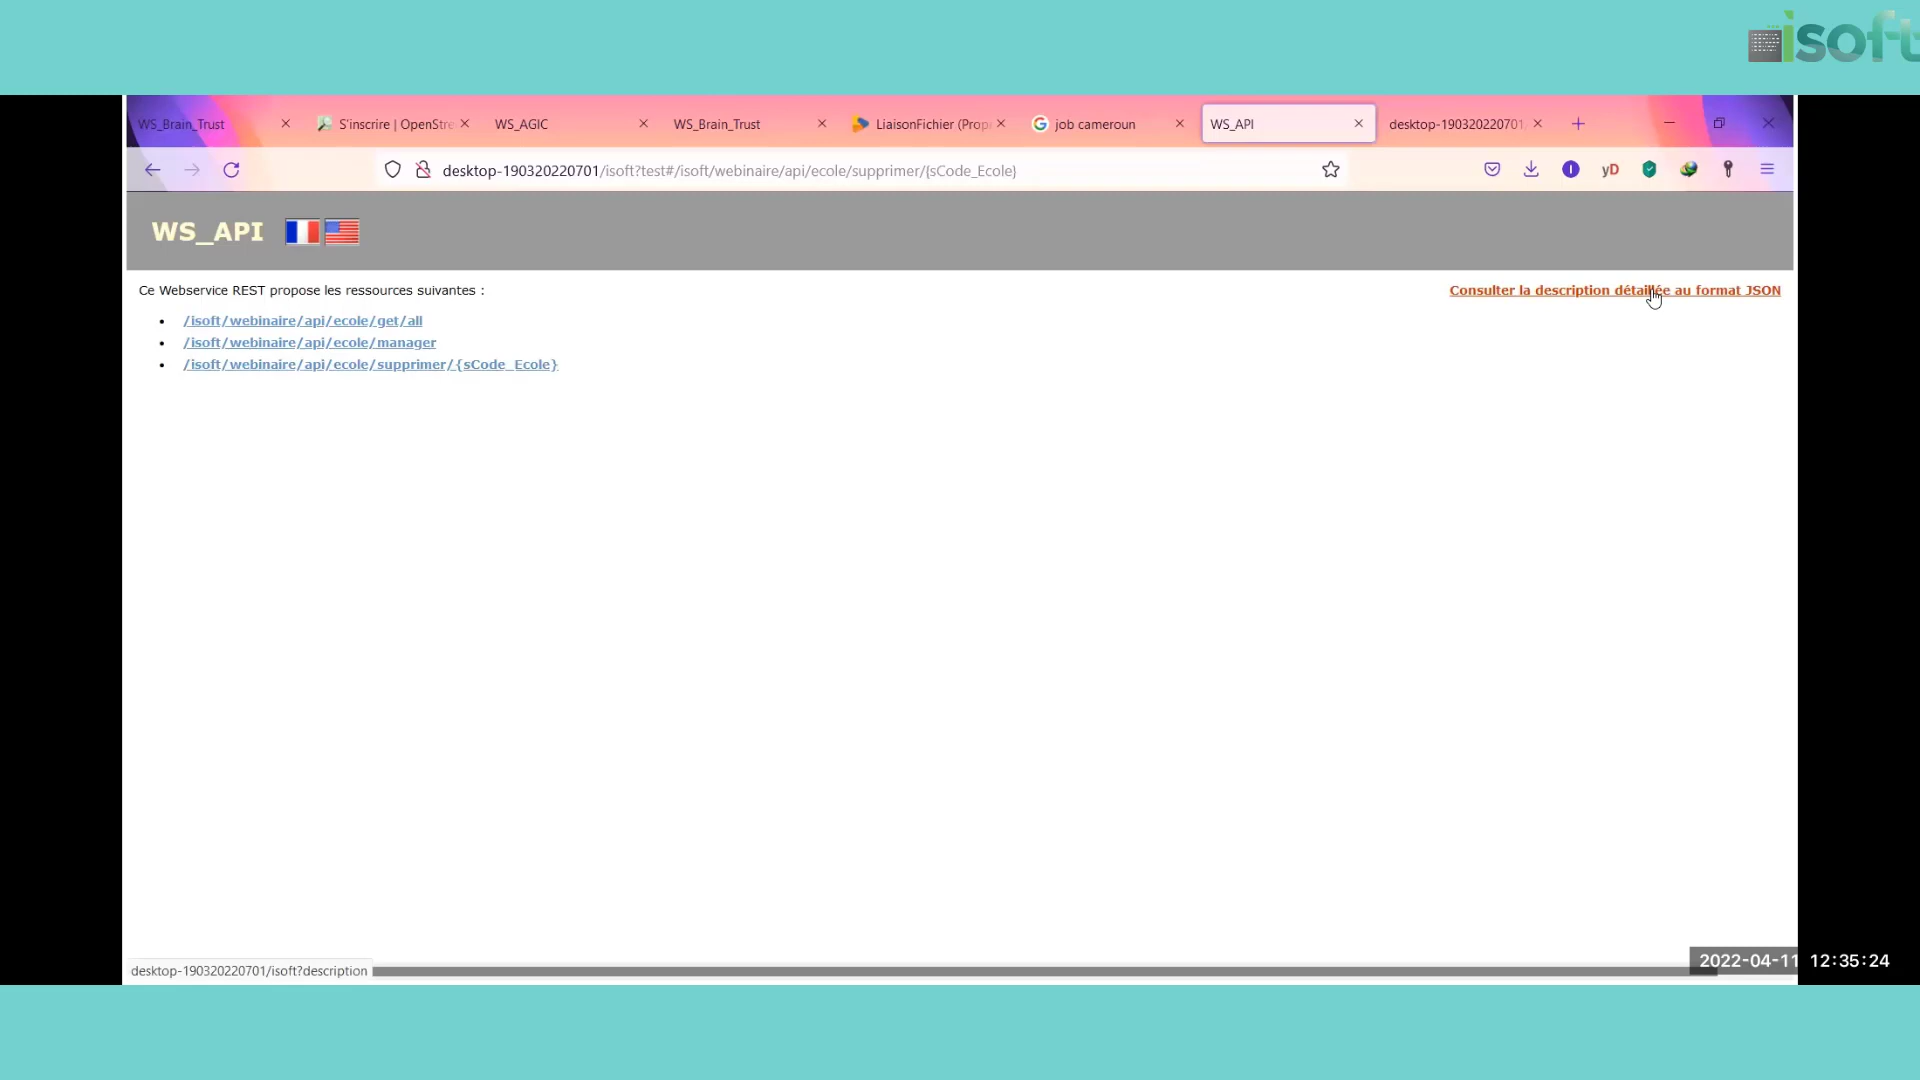 isoft
WS_Brain_Trust
S'inscrire | OpenStre
WS_AGIC
WS_Brain_Trust
LiaisonFichier (Prop
job cameroun
WS_API
desktop-190320220701
desktop-190320220701/isoft?test#/isoft/webinaire/api/ecole/supprimer/{sCode_Ecole}
yD
WS_API
Ce Webservice REST propose les ressources suivantes :
Consulter la description détaillée au format JSON
/isoft/webinaire/api/ecole/get/all
/isoft/webinaire/api/ecole/manager
/isoft/webinaire/api/ecole/supprimer/{sCode_Ecole}
desktop-190320220701/isoft?description
2022-04-11 12:35:24